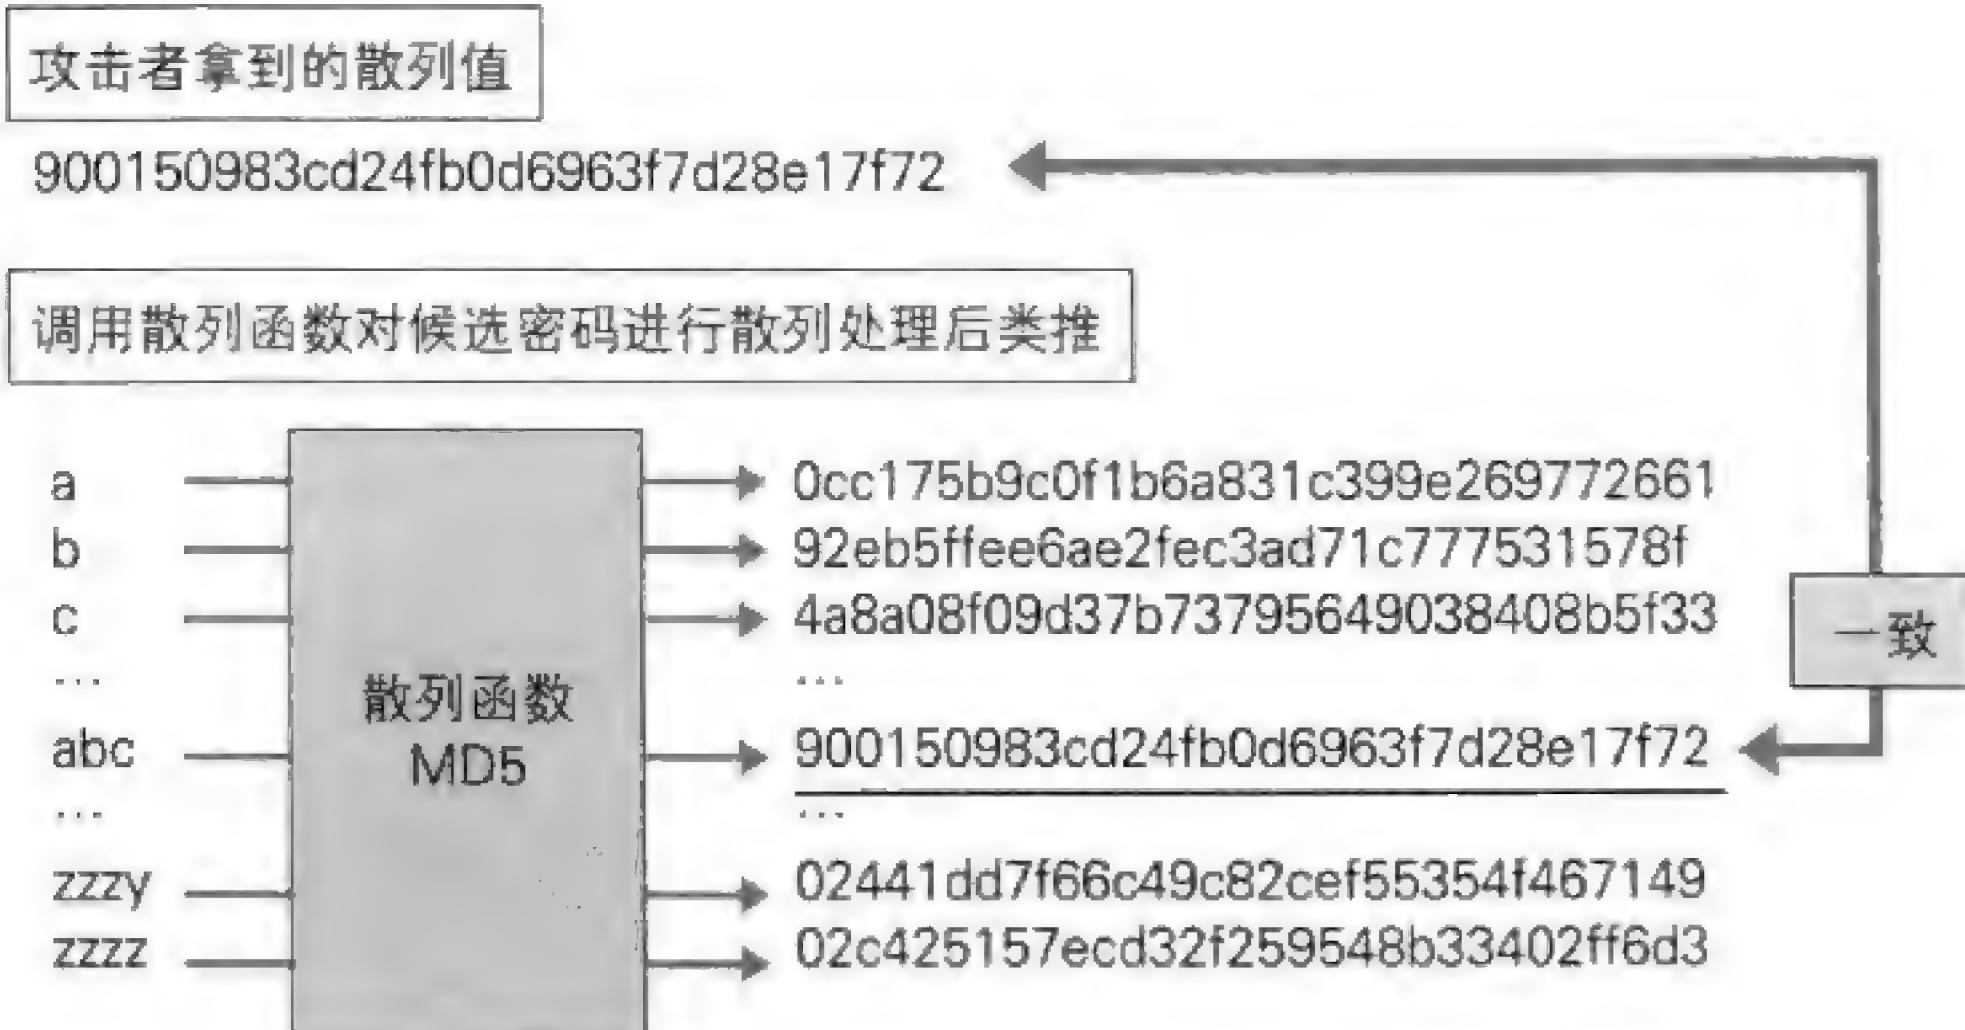 攻击者拿到的散列值
900150983cd24fb0d6963f7d28e17f72
调用散列函数对候选密码进行散列处理后类推
a 0cc175b9c0f1b6a831c399e269772661
b 92eb5ffee6ae2fec3ad71c777531578f
c 4a8a08f09d37b73795649038408b5f33
… …
abc 900150983cd24fb0d6963f7d28e17f72
… …
zzzy 02441dd7f66c49c82cef55354f467149
zzzz 02c425157ecd32f259548b33402ff6d3
散列函数
MD5
一致